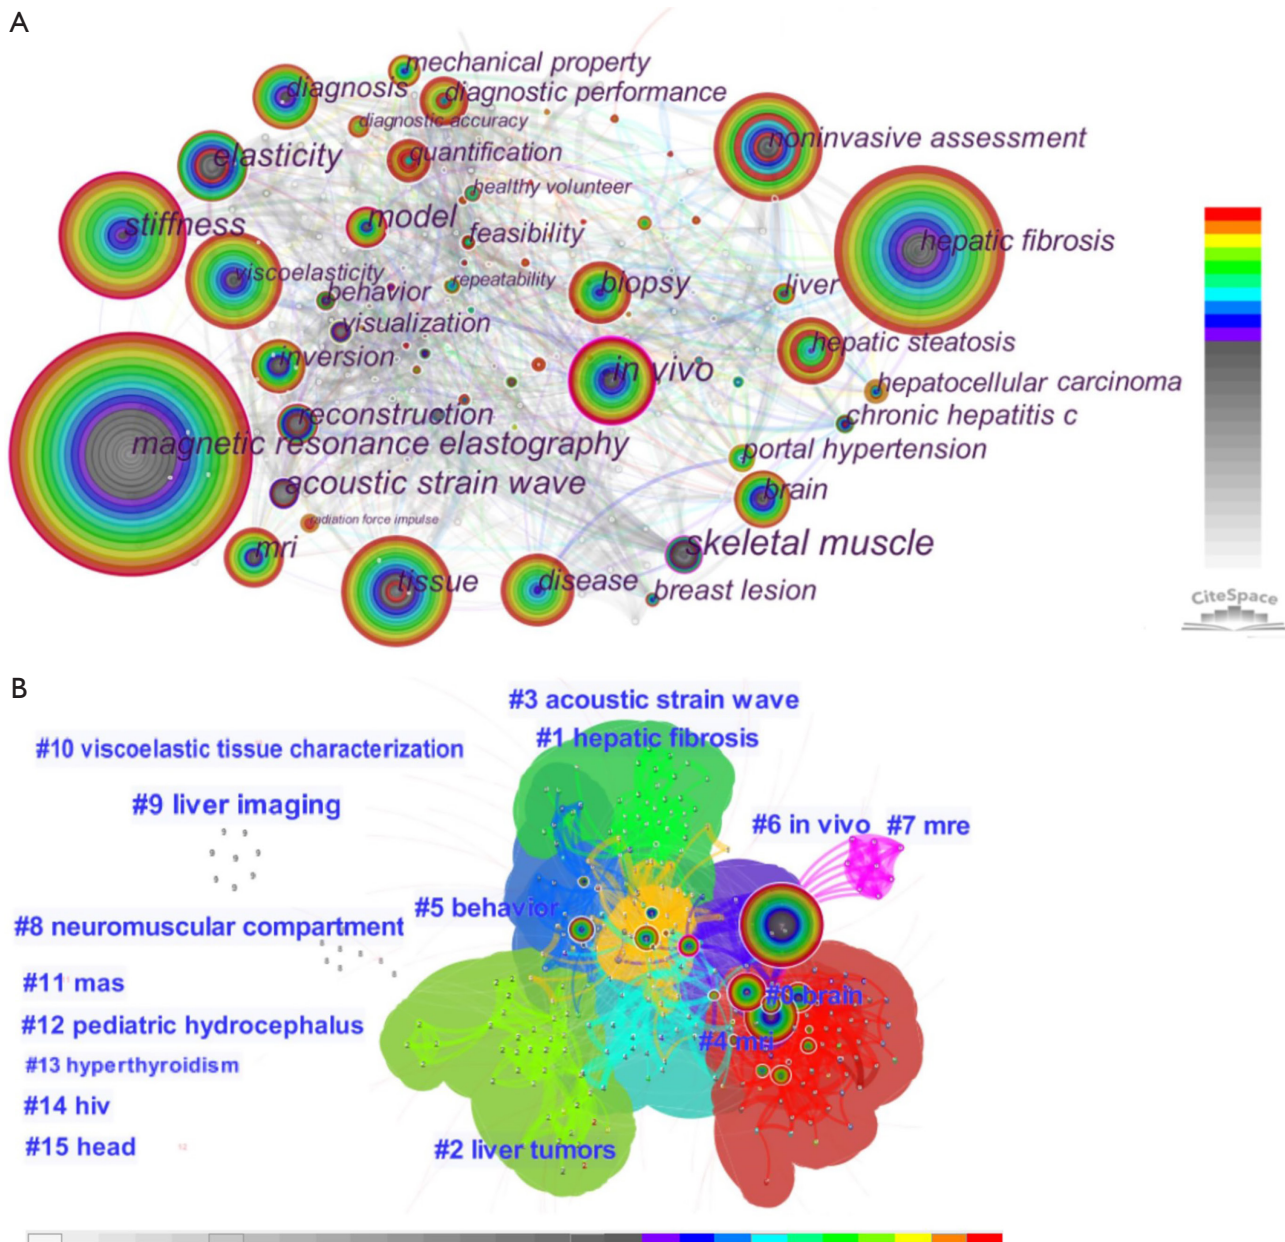 A
mechanical property
diagnosis
diagnostic performance
diagnostic accuracy
noninvasive assessment
elasticity
quantification
healthy volunteer
stiffness
model
feasibility
hepatic fibrosis
viscoelasticity
repeatability
biopsy
liver
behavior
visualization
inversion
hepatic steatosis
in vivo
hepatocellular carcinoma
reconstruction
chronic hepatitis c
magnetic resonance elastography
portal hypertension
acoustic strain wave
brain
radiation force impulse
mri
skeletal muscle
tissue
disease
breast lesion
CiteSpace
B
#3 acoustic strain wave
#10 viscoelastic tissue characterization
#1 hepatic fibrosis
#9 liver imaging
#6 in vivo
#7 mre
#5 behavior
#8 neuromuscular compartment
#11 mas
#0 brain
#12 pediatric hydrocephalus
#4 mri
#13 hyperthyroidism
#14 hiv
#15 head
#2 liver tumors